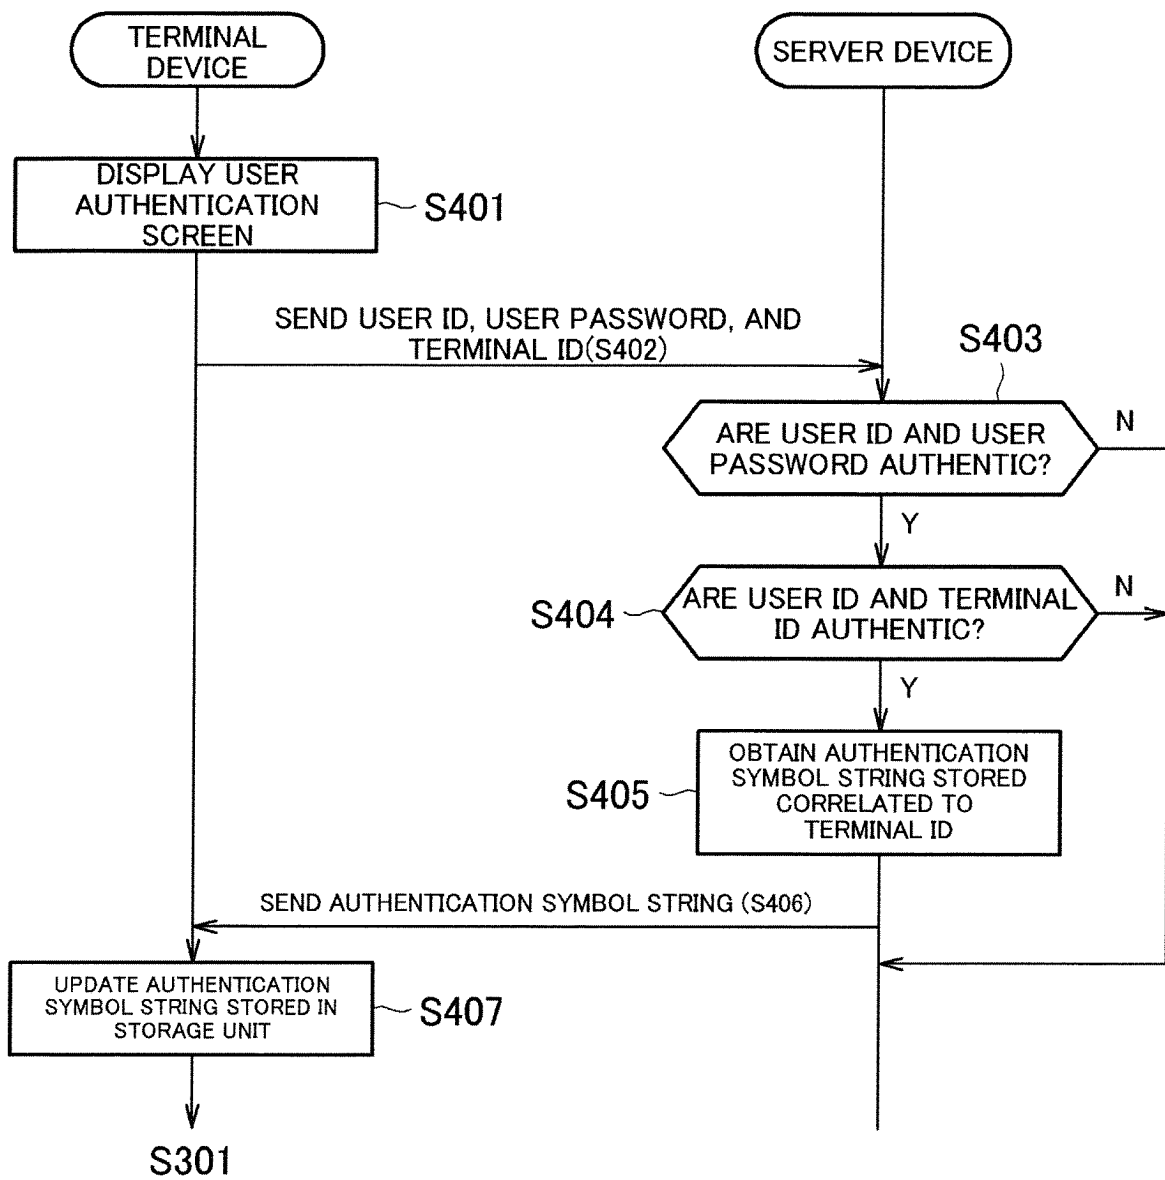 TERMINAL
DEVICE
SERVER DEVICE
DISPLAY USER
AUTHENTICATION
SCREEN
S401
SEND USER ID, USER PASSWORD, AND
TERMINAL ID(S402)
S403
ARE USER ID AND USER
PASSWORD AUTHENTIC?
N
Y
S404
ARE USER ID AND TERMINAL
ID AUTHENTIC?
N
Y
S405
OBTAIN AUTHENTICATION
SYMBOL STRING STORED
CORRELATED TO
TERMINAL ID
SEND AUTHENTICATION SYMBOL STRING (S406)
UPDATE AUTHENTICATION
SYMBOL STRING STORED IN
STORAGE UNIT
S407
S301